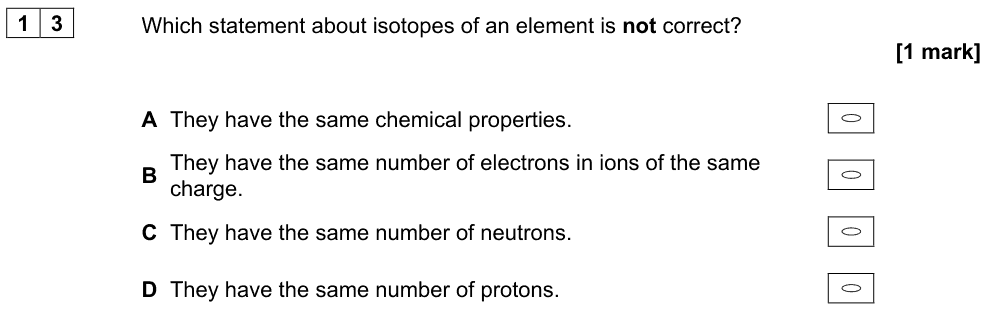 1 3 Which statement about isotopes of an element is not correct?
[1 mark]
A They have the same chemical properties.
They have the same number of electrons in ions of the same
B
charge.
C They have the same number of neutrons.
D They have the same number of protons.